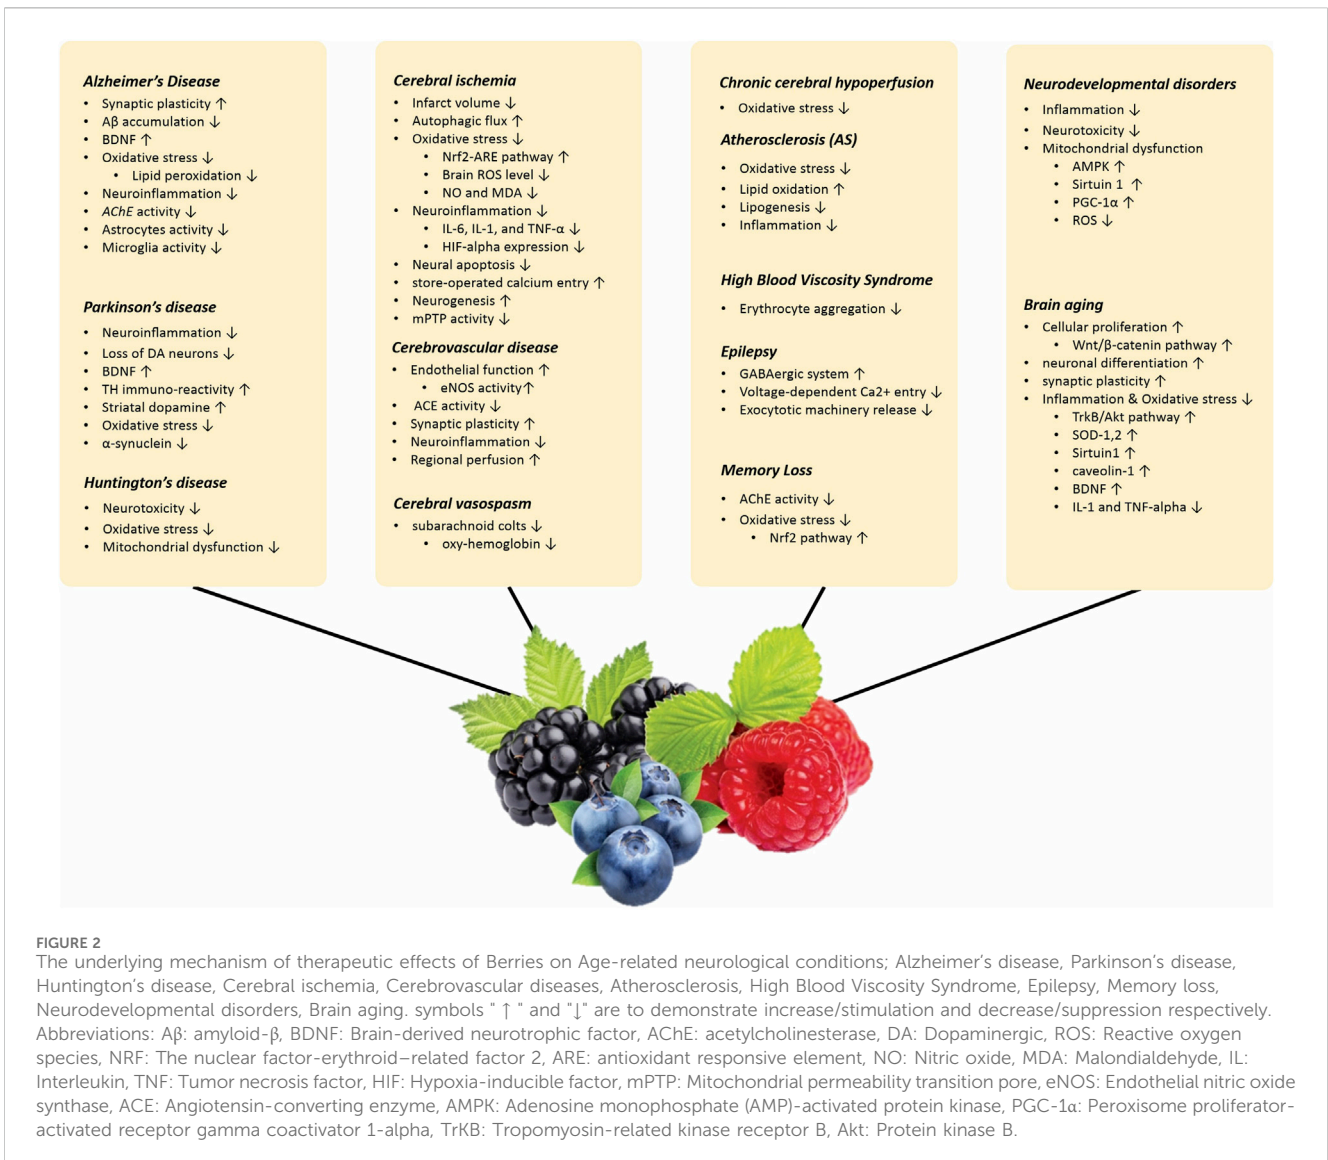 Alzheimer's Disease
• Synaptic plasticity ↑
• Aβ accumulation ↓
• BDNF ↑
• Oxidative stress ↓
• Lipid peroxidation ↓
• Neuroinflammation ↓
• AChE activity ↓
• Astrocytes activity ↓
• Microglia activity ↓
Parkinson's disease
• Neuroinflammation ↓
• Loss of DA neurons ↓
• BDNF ↑
• TH immuno-reactivity ↑
• Striatal dopamine ↑
• Oxidative stress ↓
• α-synuclein ↓
Huntington's disease
• Neurotoxicity ↓
• Oxidative stress ↓
• Mitochondrial dysfunction ↓
Cerebral ischemia
• Infarct volume ↓
• Autophagic flux ↑
• Oxidative stress ↓
• Nrf2-ARE pathway ↑
• Brain ROS level ↓
• NO and MDA ↓
• Neuroinflammation ↓
• IL-6, IL-1, and TNF-α ↓
• HIF-alpha expression ↓
• Neural apoptosis ↓
• store-operated calcium entry ↑
• Neurogenesis ↑
• mPTP activity ↓
Cerebrovascular disease
• Endothelial function ↑
• eNOS activity↑
• ACE activity ↓
• Synaptic plasticity ↑
• Neuroinflammation ↓
• Regional perfusion ↑
Cerebral vasospasm
• subarachnoid colts ↓
• oxy-hemoglobin ↓
Chronic cerebral hypoperfusion
• Oxidative stress ↓
Atherosclerosis (AS)
• Oxidative stress ↓
• Lipid oxidation ↑
• Lipogenesis ↓
• Inflammation ↓
High Blood Viscosity Syndrome
• Erythrocyte aggregation ↓
Epilepsy
• GABAergic system ↑
• Voltage-dependent Ca2+ entry ↓
• Exocytotic machinery release ↓
Memory Loss
• AChE activity ↓
• Oxidative stress ↓
• Nrf2 pathway ↑
Neurodevelopmental disorders
• Inflammation ↓
• Neurotoxicity ↓
• Mitochondrial dysfunction
• AMPK ↑
• Sirtuin 1 ↑
• PGC-1α ↑
• ROS ↓
Brain aging
• Cellular proliferation ↑
• Wnt/β-catenin pathway ↑
• neuronal differentiation ↑
• synaptic plasticity ↑
• Inflammation & Oxidative stress ↓
• TrkB/Akt pathway ↑
• SOD-1,2 ↑
• Sirtuin1 ↑
• caveolin-1 ↑
• BDNF ↑
• IL-1 and TNF-alpha ↓
FIGURE 2
The underlying mechanism of therapeutic effects of Berries on Age-related neurological conditions; Alzheimer's disease, Parkinson's disease,
Huntington's disease, Cerebral ischemia, Cerebrovascular diseases, Atherosclerosis, High Blood Viscosity Syndrome, Epilepsy, Memory loss,
Neurodevelopmental disorders, Brain aging. symbols " ↑ " and "↓" are to demonstrate increase/stimulation and decrease/suppression respectively.
Abbreviations: Aβ: amyloid-β, BDNF: Brain-derived neurotrophic factor, AChE: acetylcholinesterase, DA: Dopaminergic, ROS: Reactive oxygen
species, NRF: The nuclear factor-erythroid–related factor 2, ARE: antioxidant responsive element, NO: Nitric oxide, MDA: Malondialdehyde, IL:
Interleukin, TNF: Tumor necrosis factor, HIF: Hypoxia-inducible factor, mPTP: Mitochondrial permeability transition pore, eNOS: Endothelial nitric oxide
synthase, ACE: Angiotensin-converting enzyme, AMPK: Adenosine monophosphate (AMP)-activated protein kinase, PGC-1α: Peroxisome proliferator-
activated receptor gamma coactivator 1-alpha, TrKB: Tropomyosin-related kinase receptor B, Akt: Protein kinase B.